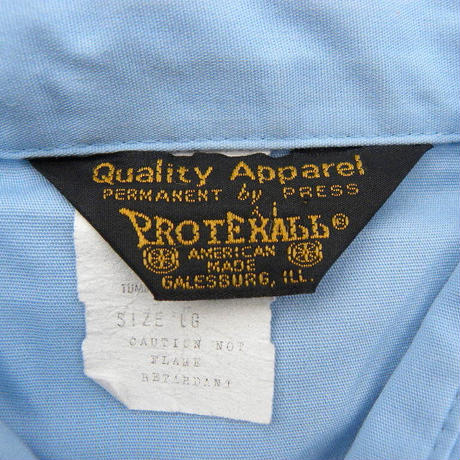 Quality Apparel
PERMANENT by PRESS
PROTEXALL ®
AMERICAN
MADE
GALESBURG, ILL.
SIZE LG
CAUTION NOT
FLAME
RETARDANT